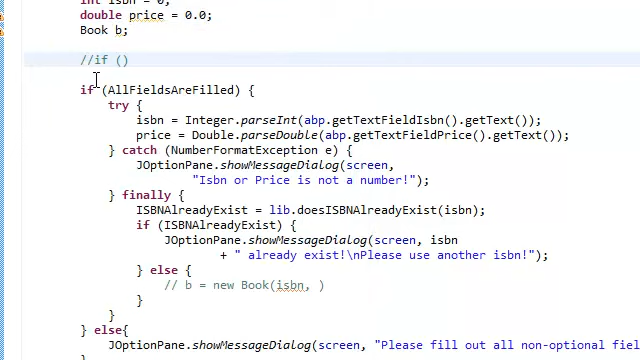 int isbn = 0;
double price = 0.0;
Book b;
//if ()
if (AllFieldsAreFilled) {
try {
isbn = Integer.parseInt(abp.getTextFieldIsbn().getText());
price = Double.parseDouble(abp.getTextFieldPrice().getText());
} catch (NumberFormatException e) {
JOptionPane.showMessageDialog(screen,
"Isbn or Price is not a number!");
} finally {
ISBNAlreadyExist = lib.doesISBNAlreadyExist(isbn);
if (ISBNAlreadyExist) {
JOptionPane.showMessageDialog(screen, isbn
+ " already exist!\nPlease use another isbn!");
} else {
// b = new Book(isbn, )
}
}
} else{
JOptionPane.showMessageDialog(screen, "Please fill out all non-optional fiel
}